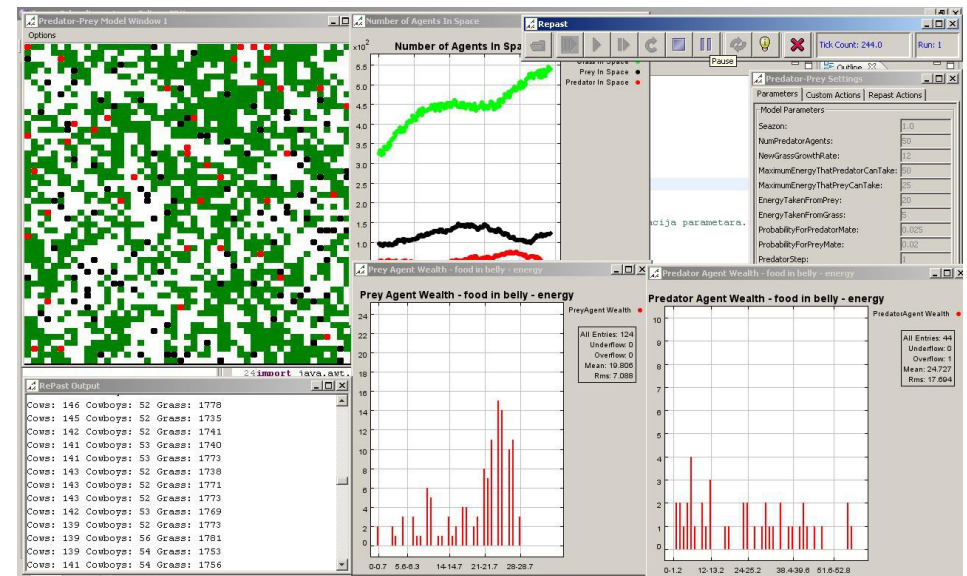 Predator-Prey Model Window 1
Options
Number of Agents In Space
x10²
Number of Agents In Spa
6.5
5.0
4.5
4.0
3.5
3.0
2.5
2.0
1.5
1.0
Prey In Space
Predator In Space
Repast
Tick Count: 244.0
Run: 1
Pause
Outline
Predator-Prey Settings
Parameters Custom Actions Repast Actions
Model Parameters
Seazon: 1.0
NumPredatorAgents: 50
NewGrassGrowthRate: 12
MaximumEnergyThatPredatorCanTake: 50
MaximumEnergyThatPreyCanTake: 25
EnergyTakenFromPrey: 20
EnergyTakenFromGrass: 5
ProbabilityForPredatorMate: 0.025
ProbabilityForPreyMate: 0.02
PredatorStep: 1
acija parametara.
24import java.awt.
RePast Output
Cows: 146 Cowboys: 52 Grass: 1778
Cows: 145 Cowboys: 52 Grass: 1735
Cows: 142 Cowboys: 52 Grass: 1741
Cows: 141 Cowboys: 53 Grass: 1740
Cows: 141 Cowboys: 53 Grass: 1773
Cows: 143 Cowboys: 52 Grass: 1738
Cows: 143 Cowboys: 52 Grass: 1771
Cows: 143 Cowboys: 52 Grass: 1773
Cows: 142 Cowboys: 53 Grass: 1769
Cows: 139 Cowboys: 52 Grass: 1773
Cows: 139 Cowboys: 56 Grass: 1781
Cows: 139 Cowboys: 54 Grass: 1753
Cows: 141 Cowboys: 54 Grass: 1756
Prey Agent Wealth - food in belly - energy
Prey Agent Wealth - food in belly - energy
PreyAgent Wealth
All Entries: 124
Underflow: 0
Overflow: 0
Mean: 19.806
Rms: 7.088
24
22
20
18
16
14
12
10
8
6
4
2
0
0-0.7 5.6-6.3 14-14.7 21-21.7 28-28.7
Predator Agent Wealth - food in belly - energy
Predator Agent Wealth - food in belly - energy
PredatorAgent Wealth
All Entries: 44
Underflow: 0
Overflow: 1
Mean: 24.727
Rms: 17.694
10
9
8
7
6
5
4
3
2
1
0
0-1.2 12-13.2 24-25.2 38.4-39.6 51.6-52.8